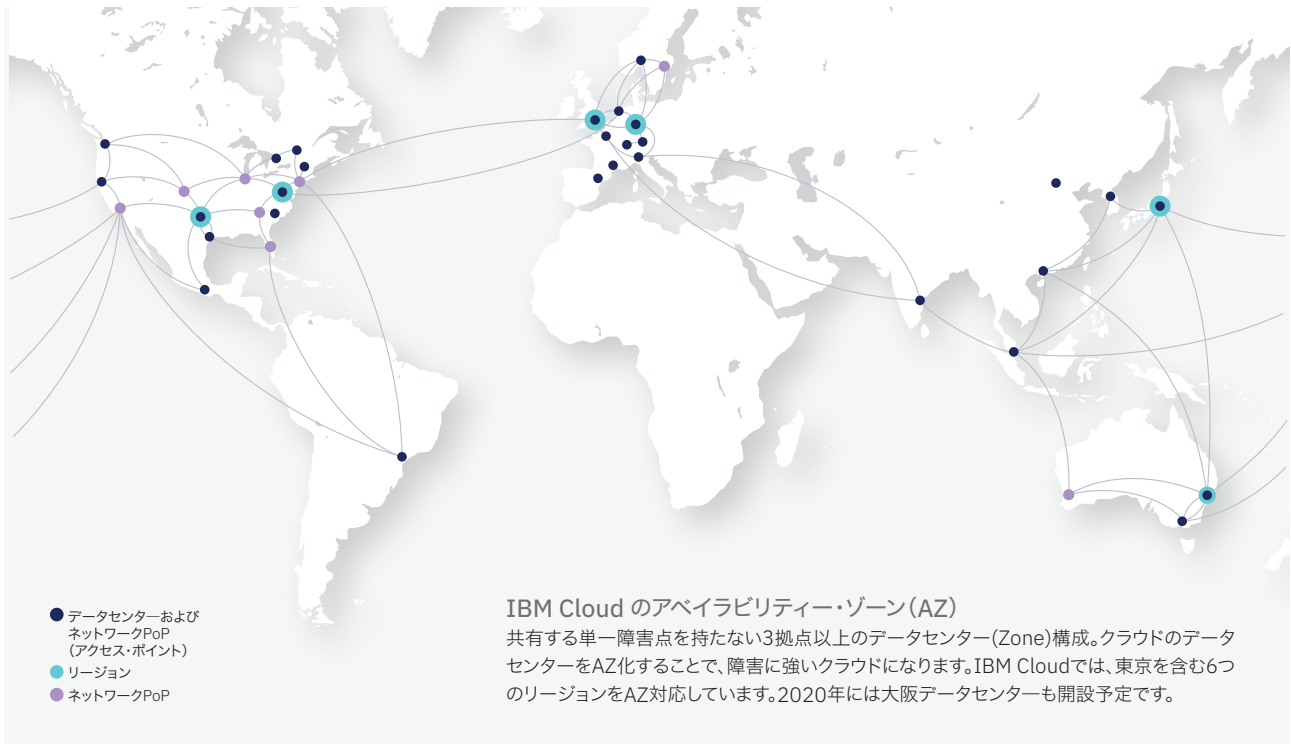 データセンターおよび
ネットワークPoP
（アクセス・ポイント）
リージョン
ネットワークPoP
IBM Cloud のアベイラビリティー・ゾーン（AZ）
共有する単一障害点を持たない3拠点以上のデータセンター(Zone)構成。クラウドのデータ
センターをAZ化することで、障害に強いクラウドになります。IBM Cloudでは、東京を含む6つ
のリージョンをAZ対応しています。2020年には大阪データセンターも開設予定です。